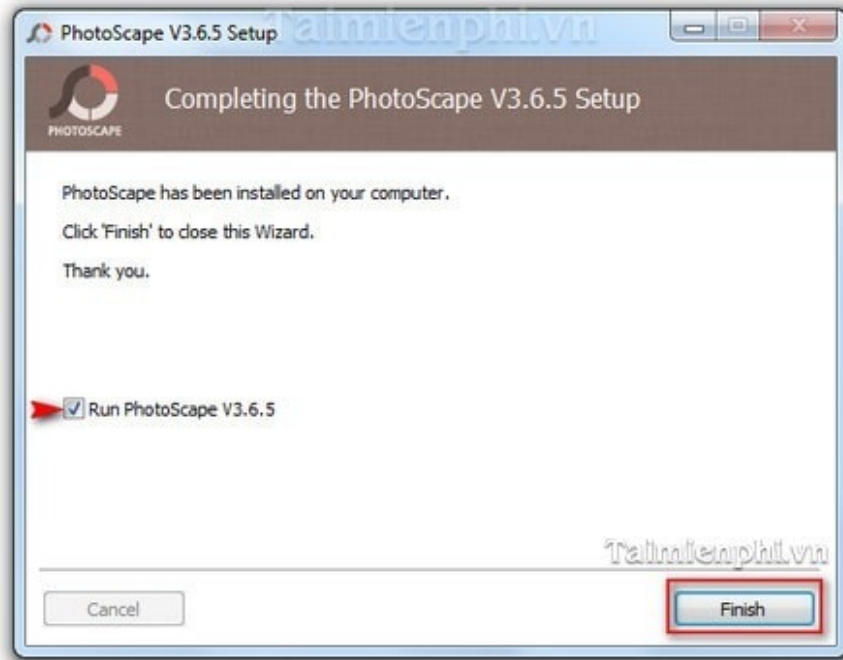 PhotoScape V3.6.5 Setup
Taimienphi.vn
PHOTOSCAPE
Completing the PhotoScape V3.6.5 Setup
PhotoScape has been installed on your computer.
Click 'Finish' to close this Wizard.
Thank you.
Run PhotoScape V3.6.5
Taimienphi.vn
Cancel
Finish